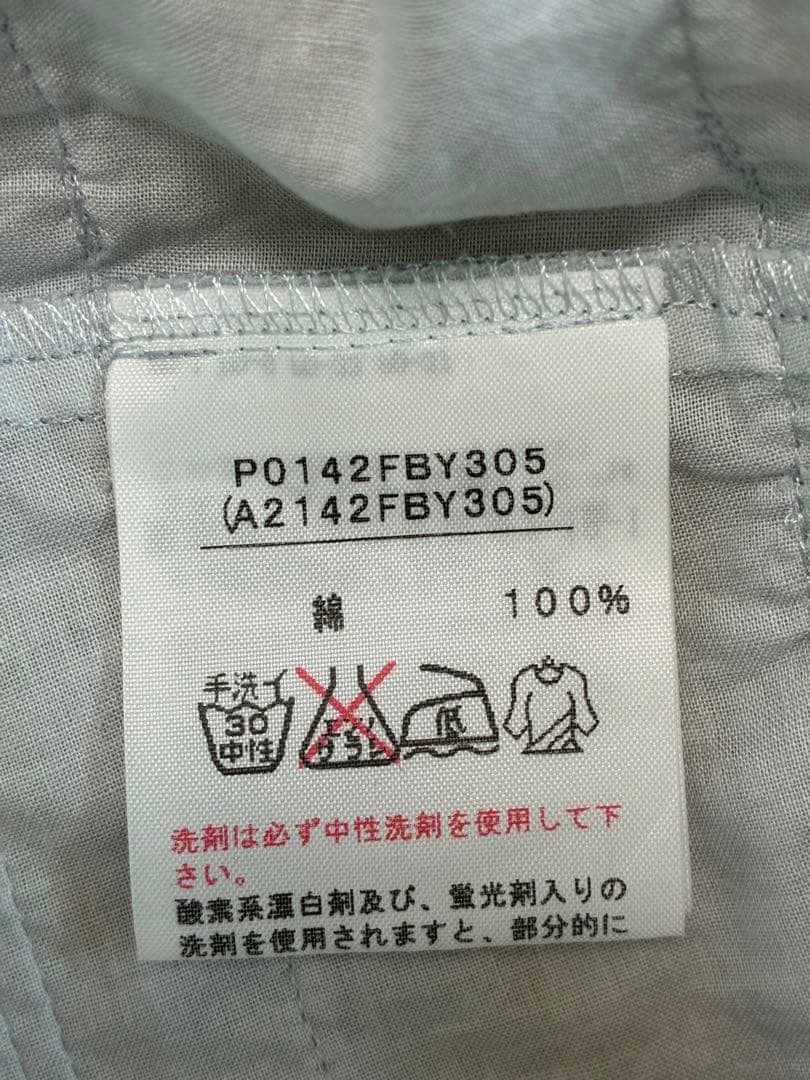 P0142FBY305
(A2142FBY305)
綿 100%
手洗イ
30
中性
エンソ
サラシ
低
洗剤は必ず中性洗剤を使用して下
さい。
酸素系漂白剤及び、蛍光剤入りの
洗剤を使用されますと、部分的に